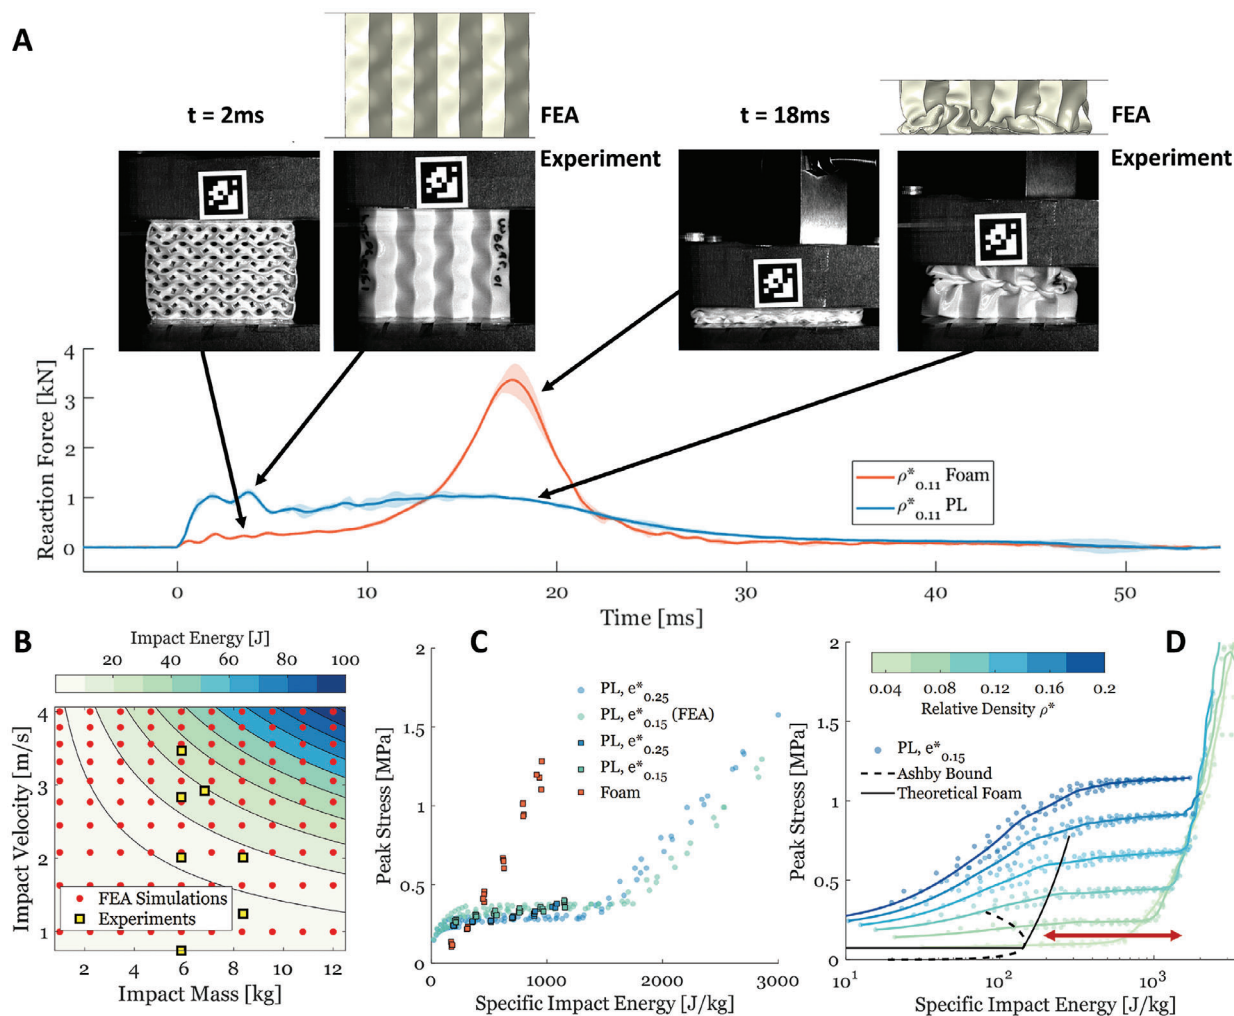 A
t = 2ms
FEA
Experiment
t = 18ms
FEA
Experiment
Reaction Force [kN]
4
3
2
1
0
ρ*0.11 Foam
ρ*0.11 PL
0
10
20
30
40
50
Time [ms]
B
Impact Energy [J]
20
40
60
80
100
Impact Velocity [m/s]
4
3
2
1
FEA Simulations
Experiments
2
4
6
8
10
12
Impact Mass [kg]
C
Peak Stress [MPa]
2
1.5
1
0.5
0
PL, e*0.25
PL, e*0.15 (FEA)
PL, e*0.25
PL, e*0.15
Foam
0
1000
2000
3000
Specific Impact Energy [J/kg]
D
Peak Stress [MPa]
2
1.5
1
0.5
0
0.04
0.08
0.12
0.16
0.2
Relative Density ρ*
PL, e*0.15
Ashby Bound
Theoretical Foam
10¹
10²
10³
Specific Impact Energy [J/kg]